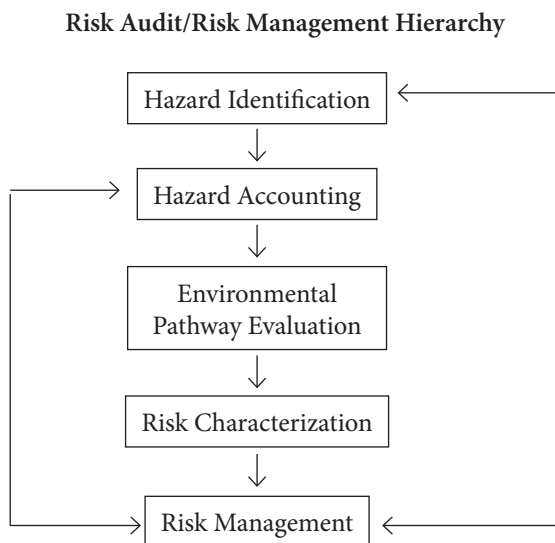 Risk Audit/Risk Management Hierarchy
Hazard Identification
Hazard Accounting
Environmental
Pathway Evaluation
Risk Characterization
Risk Management